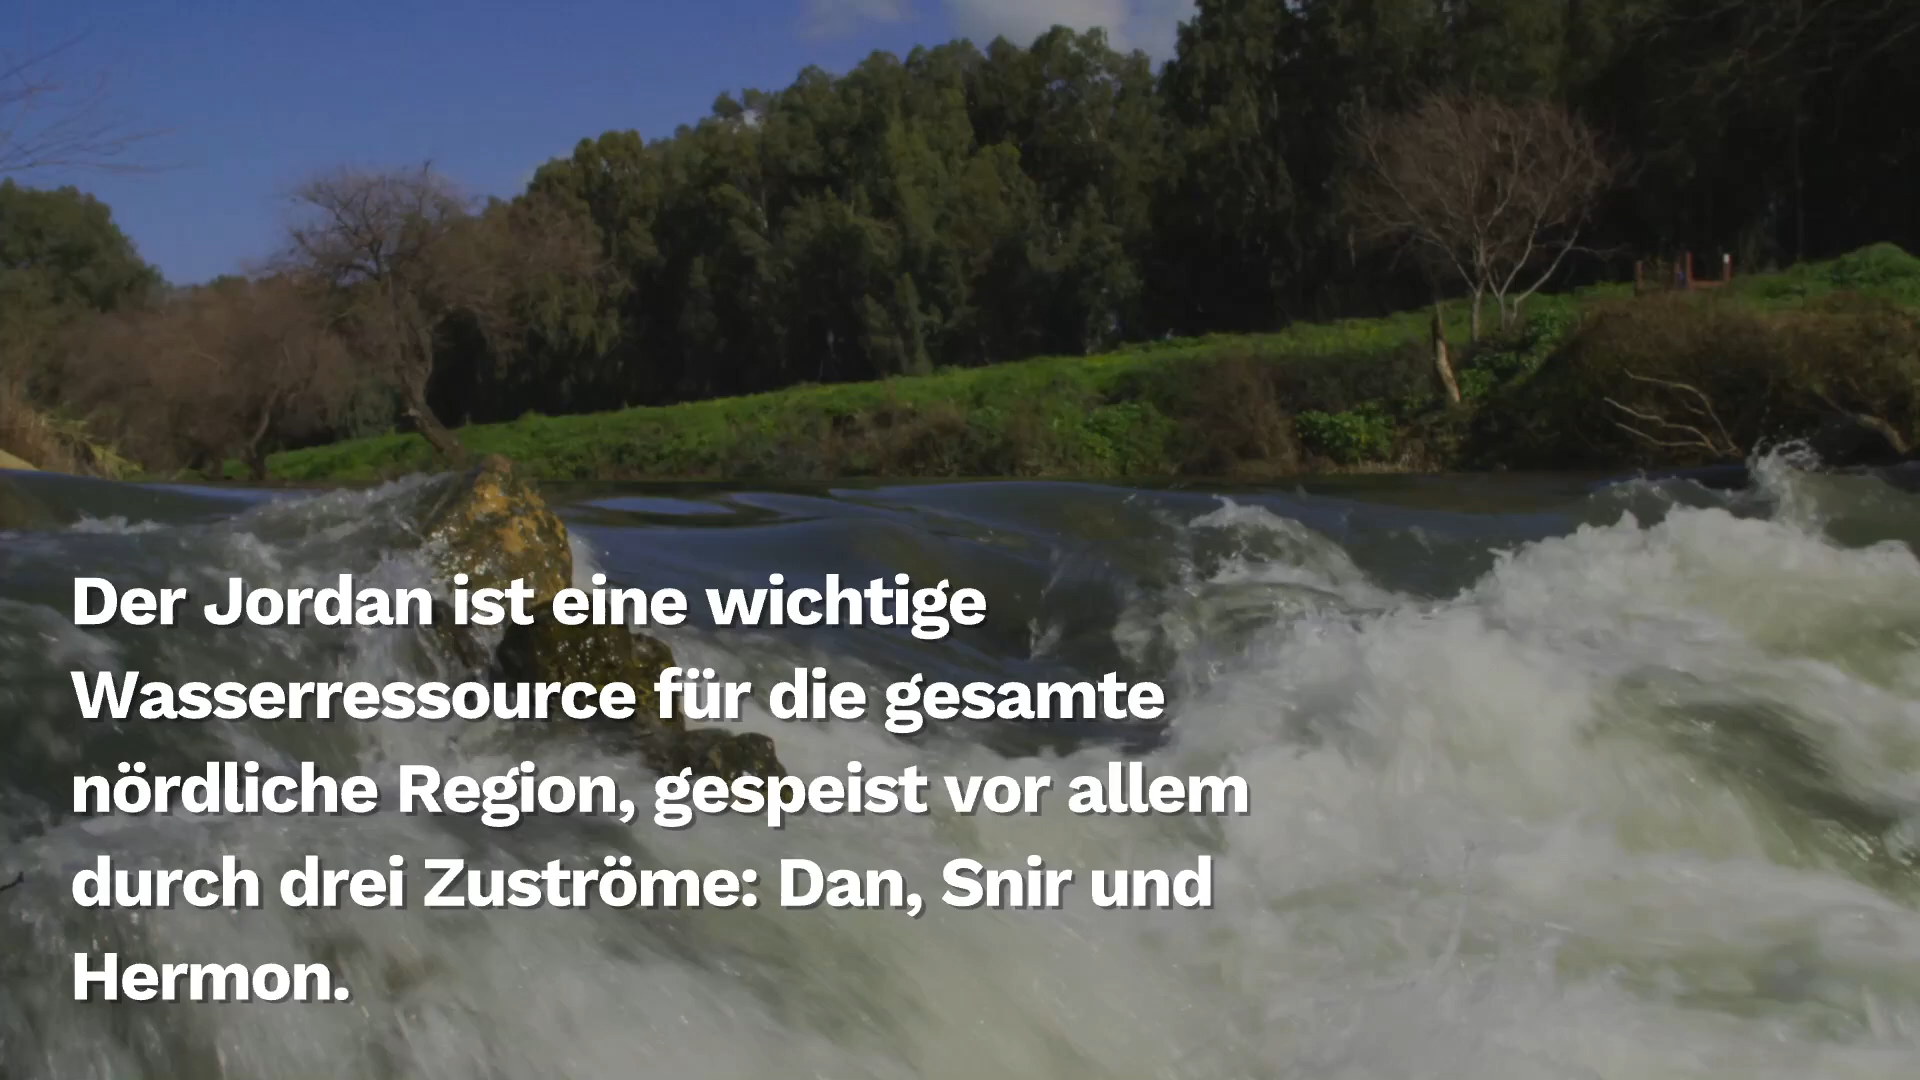 Der Jordan ist eine wichtige
Wasserressource für die gesamte
nördliche Region, gespeist vor allem
durch drei Zuströme: Dan, Snir und
Hermon.